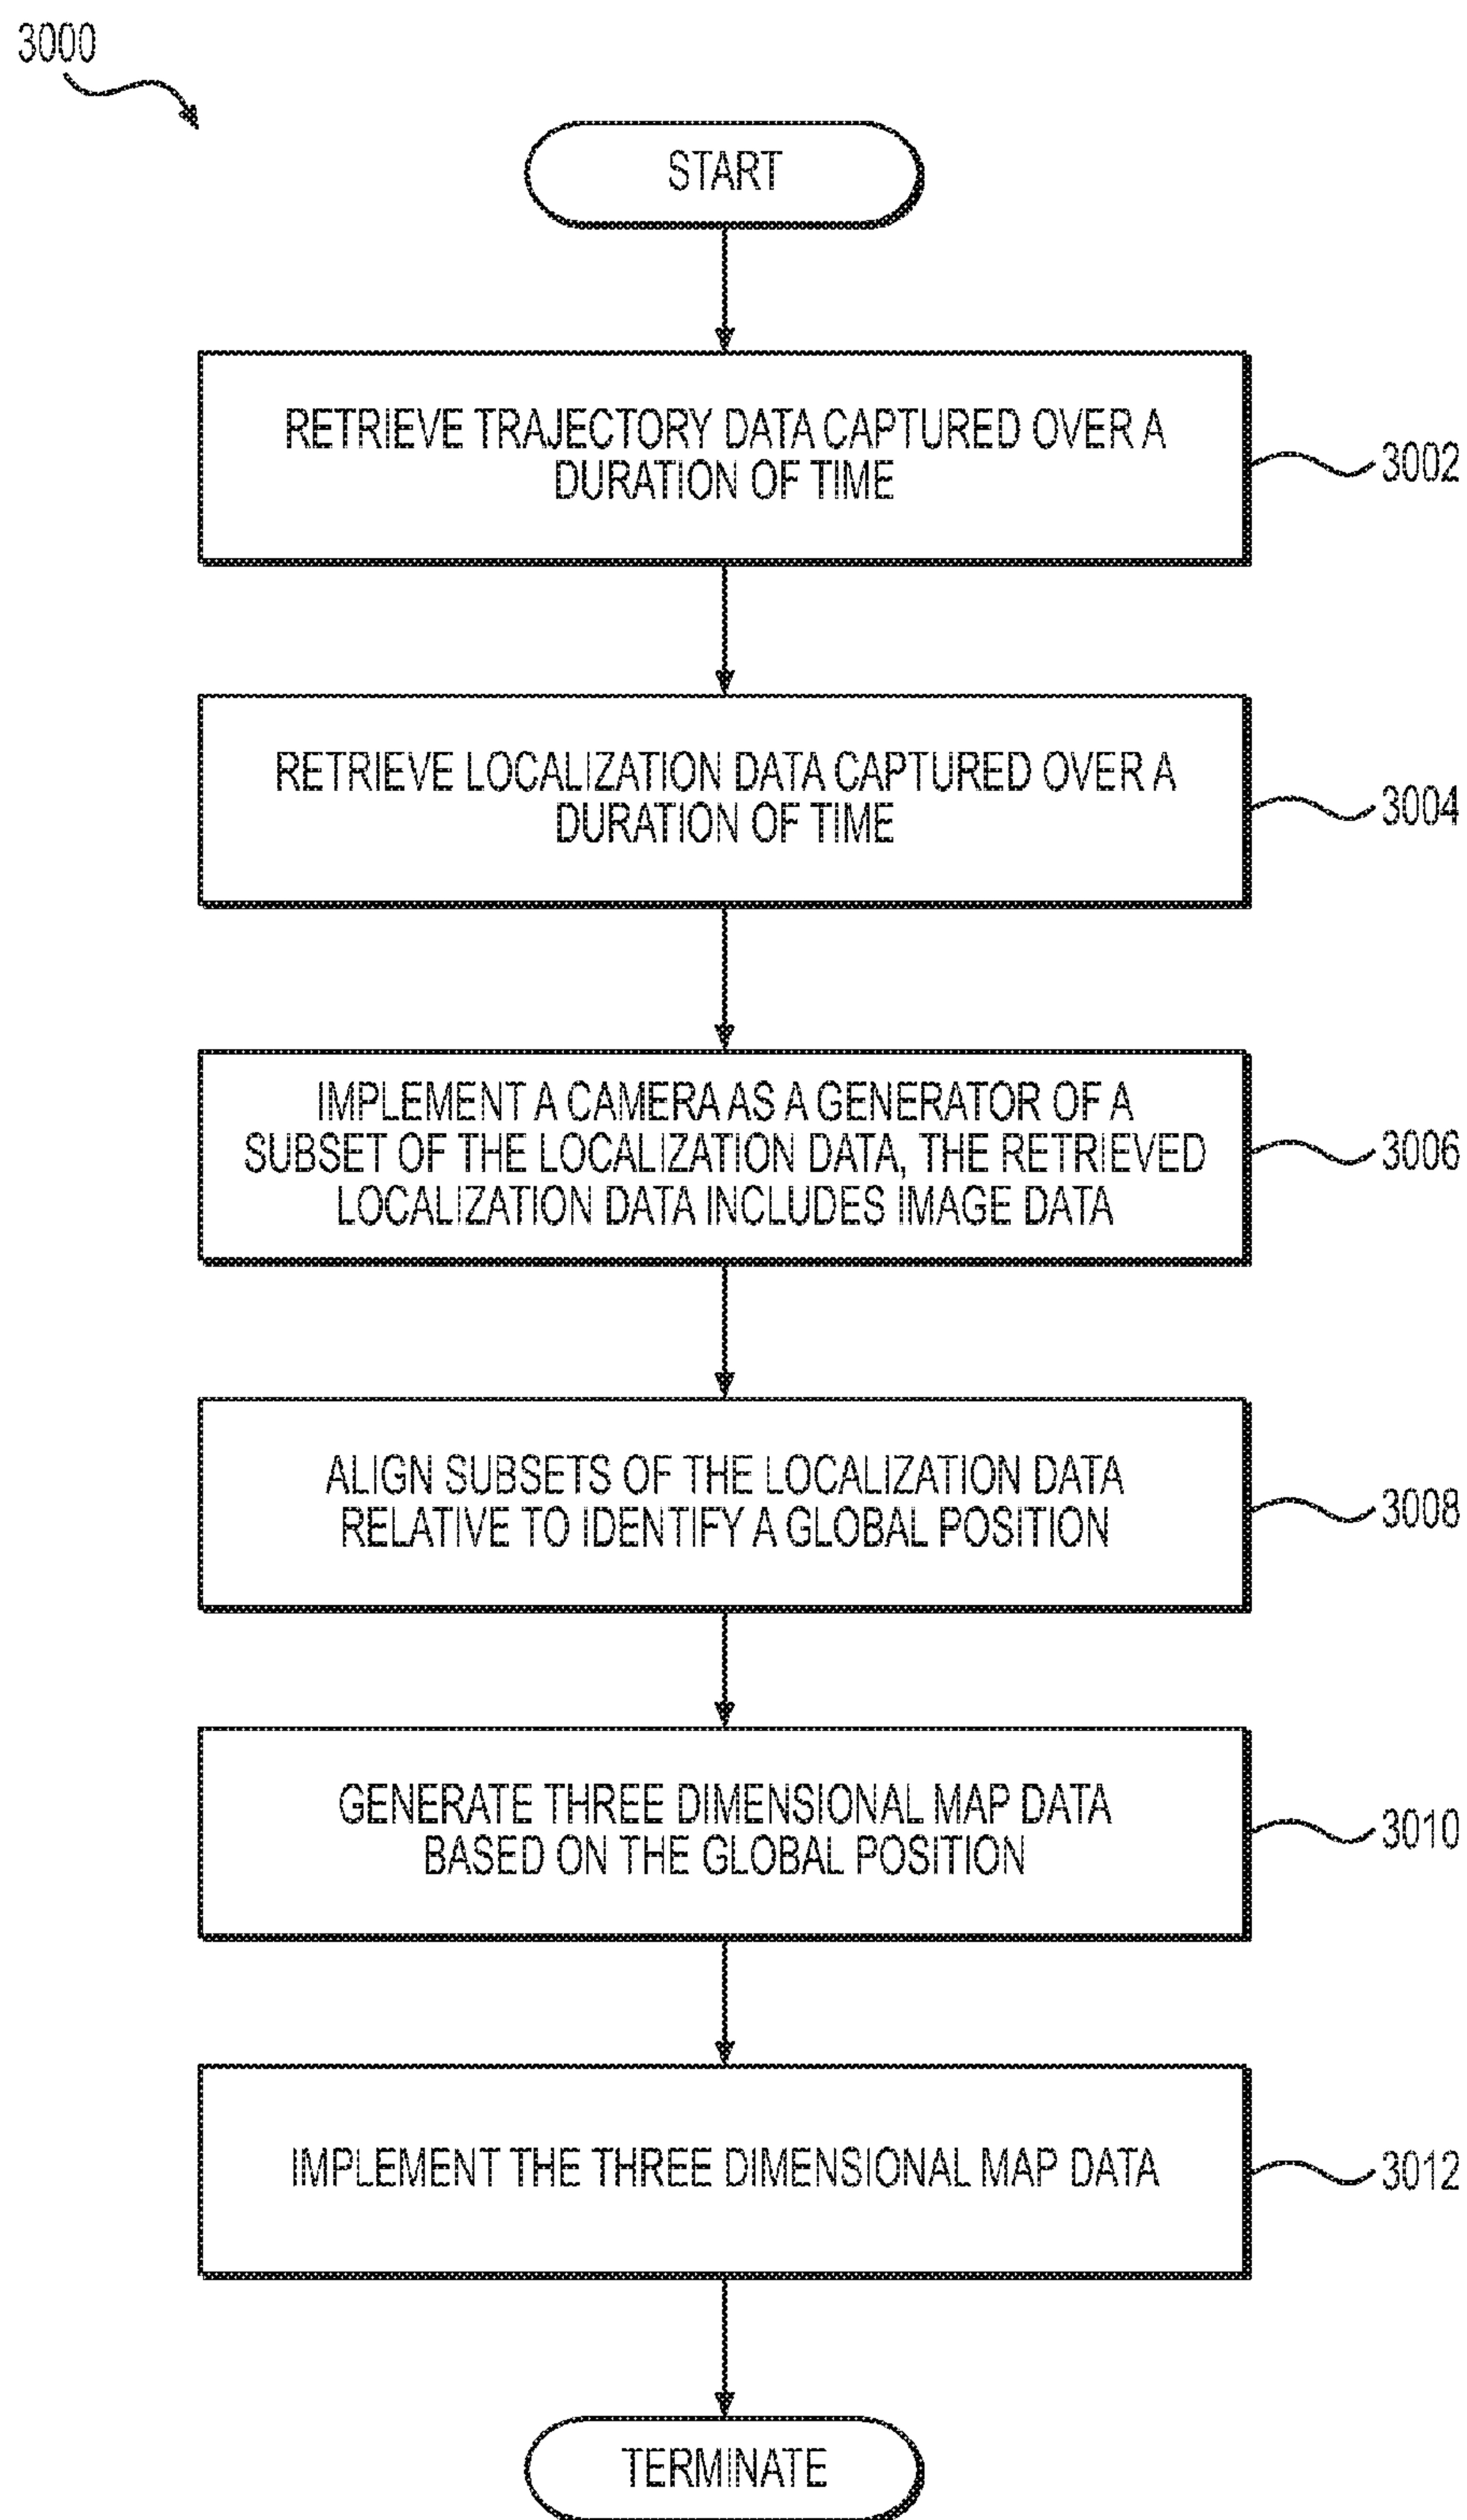 3000
START
RETRIEVE TRAJECTORY DATA CAPTURED OVER A
DURATION OF TIME
3002
RETRIEVE LOCALIZATION DATA CAPTURED OVER A
DURATION OF TIME
3004
IMPLEMENT A CAMERA AS A GENERATOR OF A
SUBSET OF THE LOCALIZATION DATA, THE RETRIEVED
LOCALIZATION DATA INCLUDES IMAGE DATA
3006
ALIGN SUBSETS OF THE LOCALIZATION DATA
RELATIVE TO IDENTIFY A GLOBAL POSITION
3008
GENERATE THREE DIMENSIONAL MAP DATA
BASED ON THE GLOBAL POSITION
3010
IMPLEMENT THE THREE DIMENSIONAL MAP DATA
3012
TERMINATE